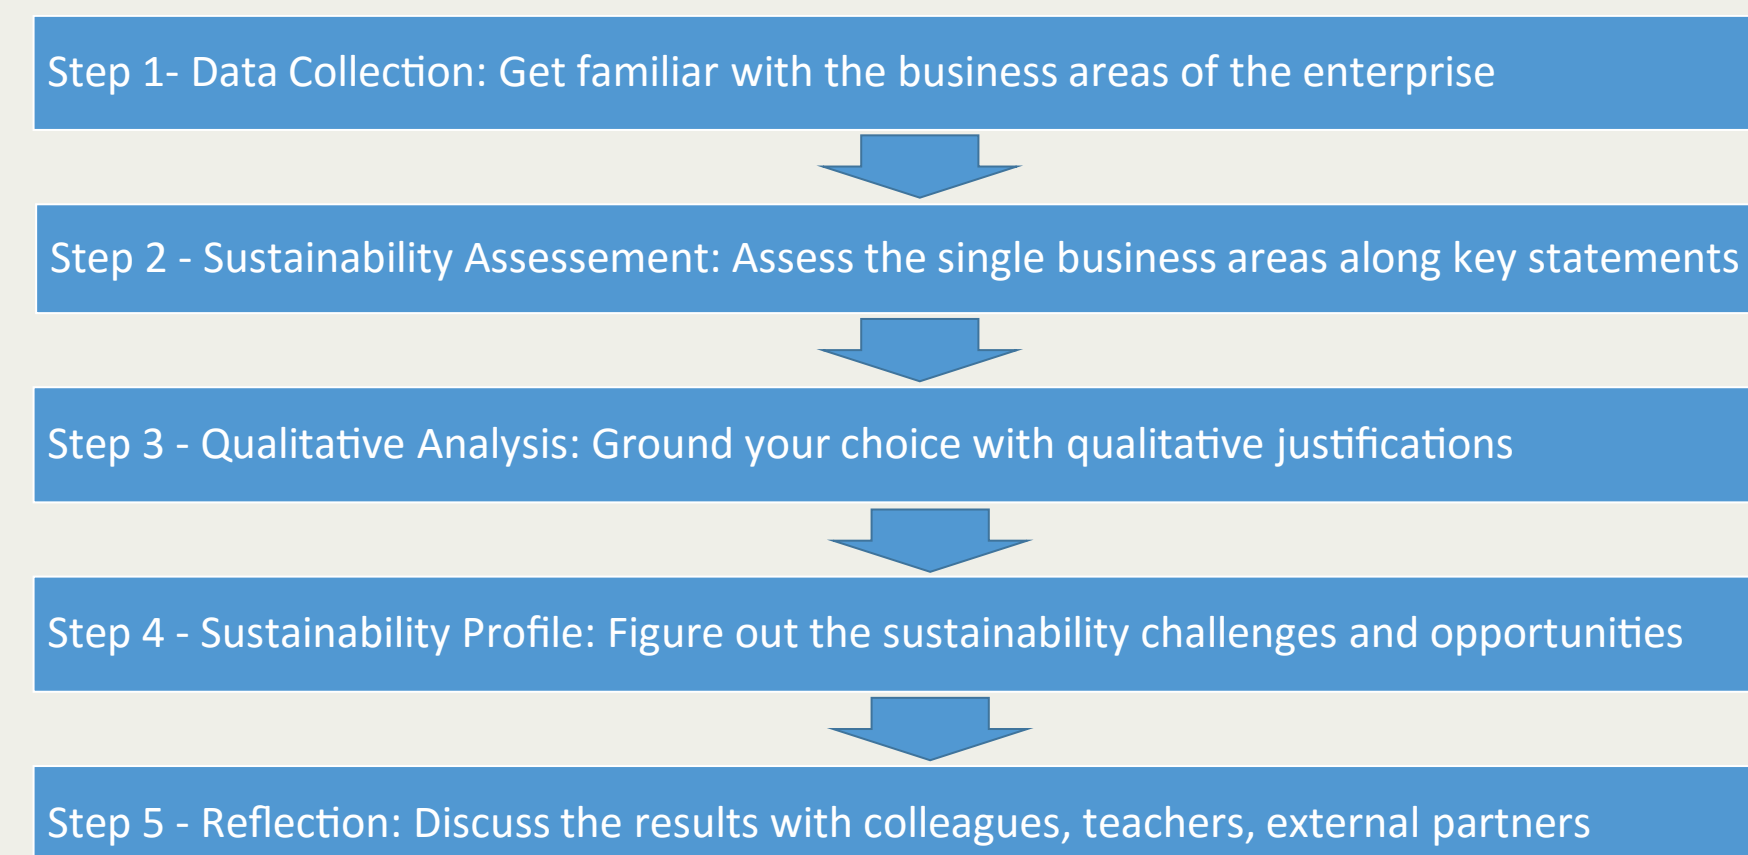 Step 1- Data Collection: Get familiar with the business areas of the enterprise
Step 2 - Sustainability Assessement: Assess the single business areas along key statements
Step 3 - Qualitative Analysis: Ground your choice with qualitative justifications
Step 4 - Sustainability Profile: Figure out the sustainability challenges and opportunities
Step 5 - Reflection: Discuss the results with colleagues, teachers, external partners